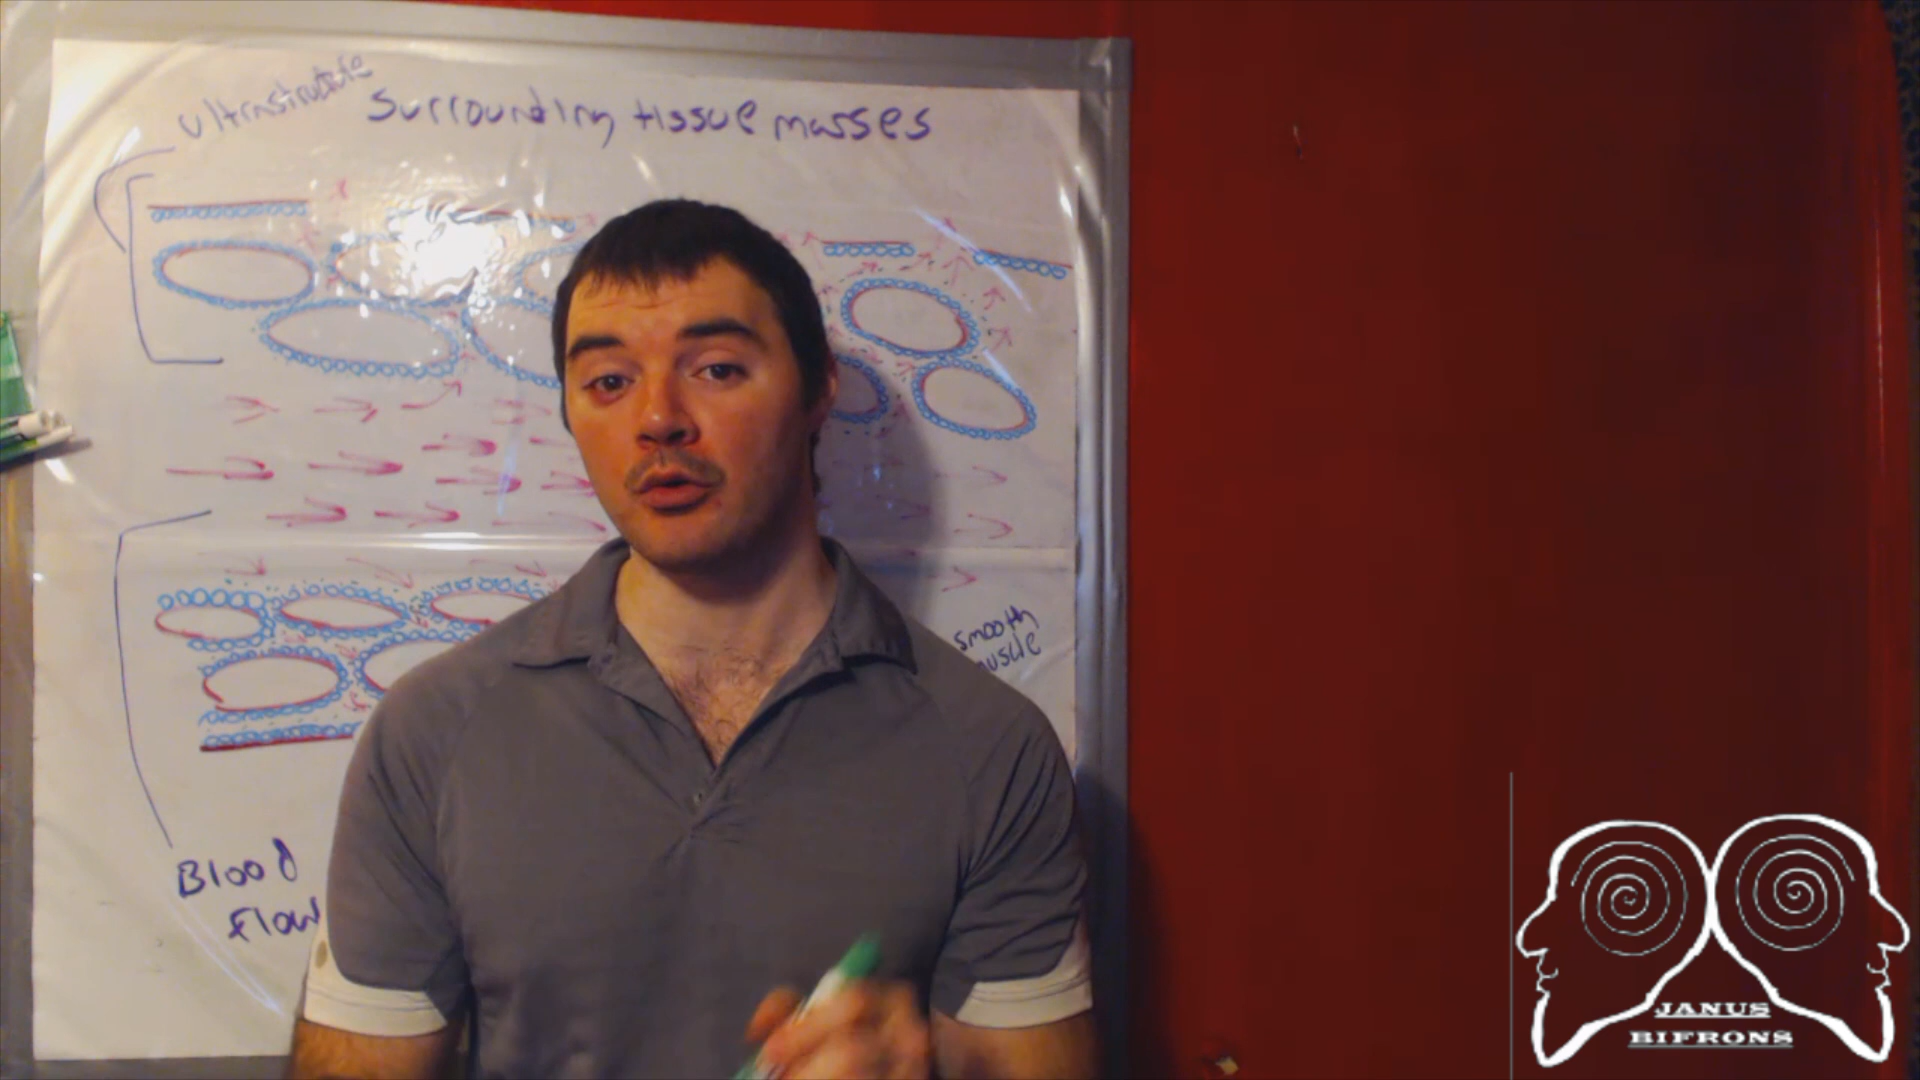 Ultrastructure
Surrounding tissue masses
smooth
muscle
Blood
flow
JANUS
BIFRONS